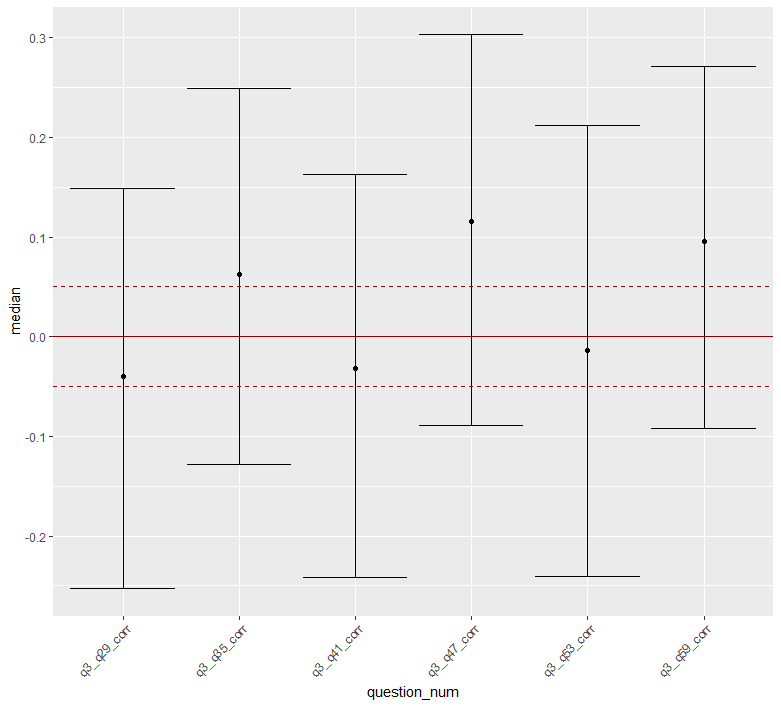 0.3
0.2
0.1
0.0
-0.1
-0.2
median
q3_q29_corr
q3_q35_corr
q3_q41_corr
q3_q47_corr
q3_q53_corr
q3_q59_corr
question_num